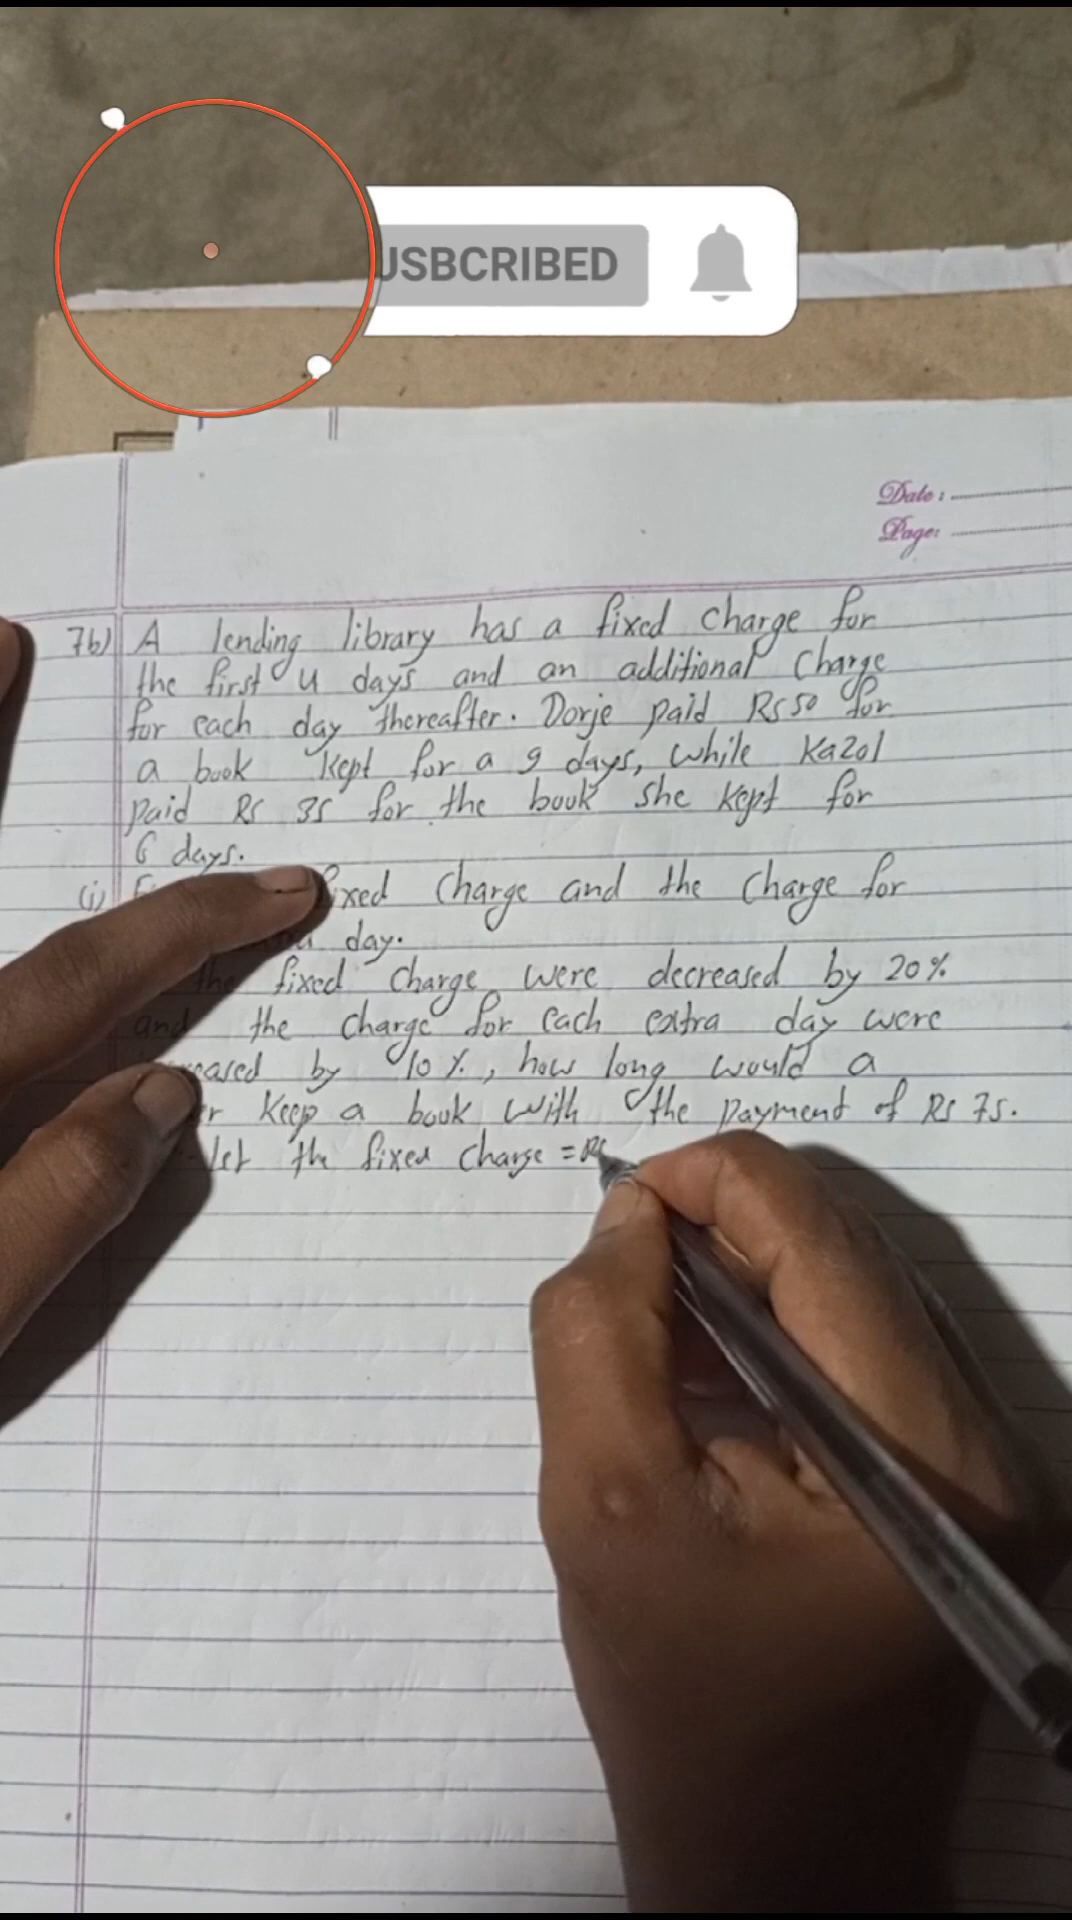 USBCRIBED
Date:
Page:
7b) A lending library has a fixed charge for
the first 4 days and an additional charge
for each day thereafter. Dorje paid Rs 50 for
a book kept for a 9 days, while Kazol
paid Rs 35 for the book she kept for
6 days.
(i) fixed charge and the charge for
day.
the fixed charge were decreased by 20%
and the charge for each extra day were
by 10%, how long would a
keep a book with the payment of Rs 75.
let the fixed charge = Rs